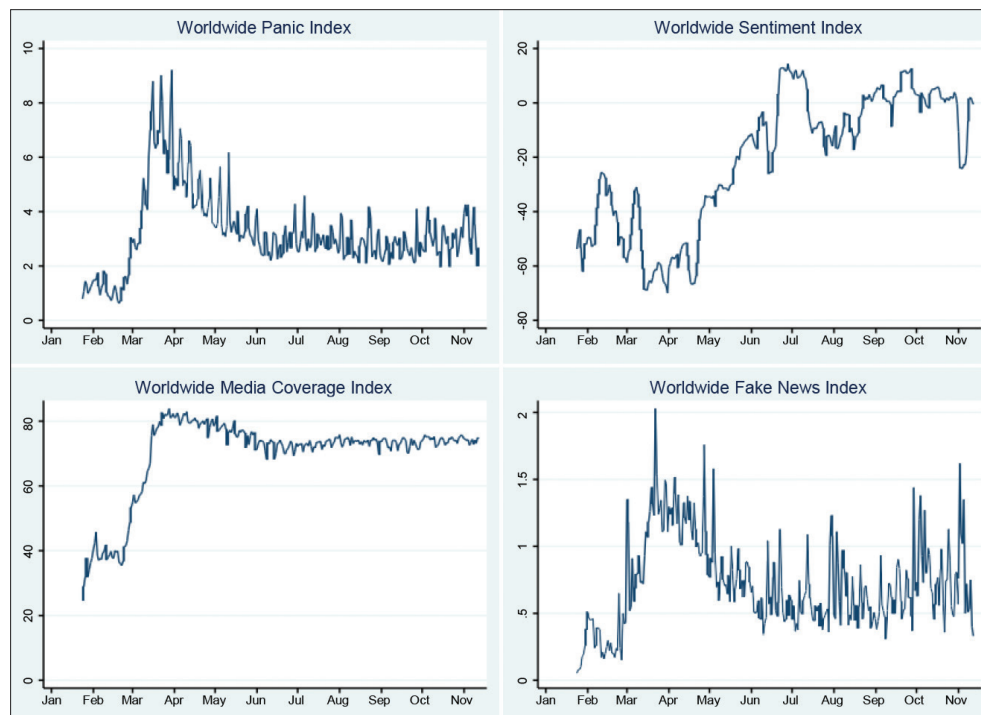 Worldwide Panic Index
10
8
6
4
2
0
Jan Feb Mar Apr May Jun Jul Aug Sep Oct Nov
Worldwide Sentiment Index
20
0
-20
-40
-60
-80
Jan Feb Mar Apr May Jun Jul Aug Sep Oct Nov
Worldwide Media Coverage Index
80
60
40
20
0
Jan Feb Mar Apr May Jun Jul Aug Sep Oct Nov
Worldwide Fake News Index
2
1.5
1
.5
0
Jan Feb Mar Apr May Jun Jul Aug Sep Oct Nov